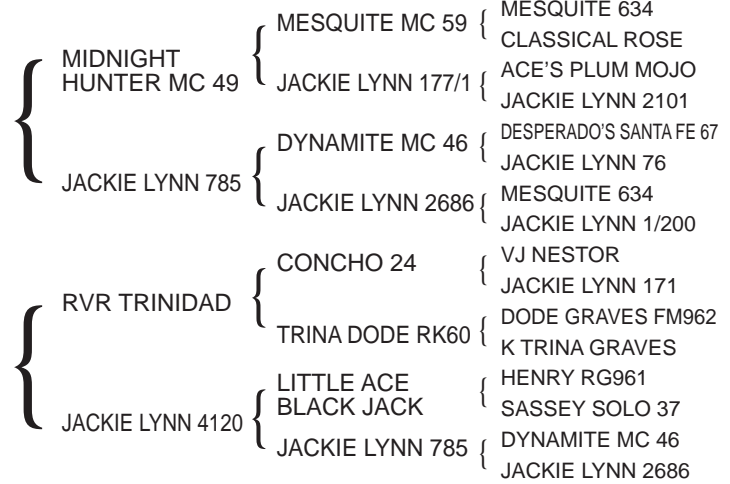 MIDNIGHT
HUNTER MC 49
JACKIE LYNN 785
RVR TRINIDAD
JACKIE LYNN 4120
MESQUITE MC 59
JACKIE LYNN 177/1
DYNAMITE MC 46
JACKIE LYNN 2686
CONCHO 24
TRINA DODE RK60
LITTLE ACE
BLACK JACK
JACKIE LYNN 785
MESQUITE 634
CLASSICAL ROSE
ACE'S PLUM MOJO
JACKIE LYNN 2101
DESPERADO'S SANTA FE 67
JACKIE LYNN 76
MESQUITE 634
JACKIE LYNN 1/200
VJ NESTOR
JACKIE LYNN 171
DODE GRAVES FM962
K TRINA GRAVES
HENRY RG961
SASSEY SOLO 37
DYNAMITE MC 46
JACKIE LYNN 2686